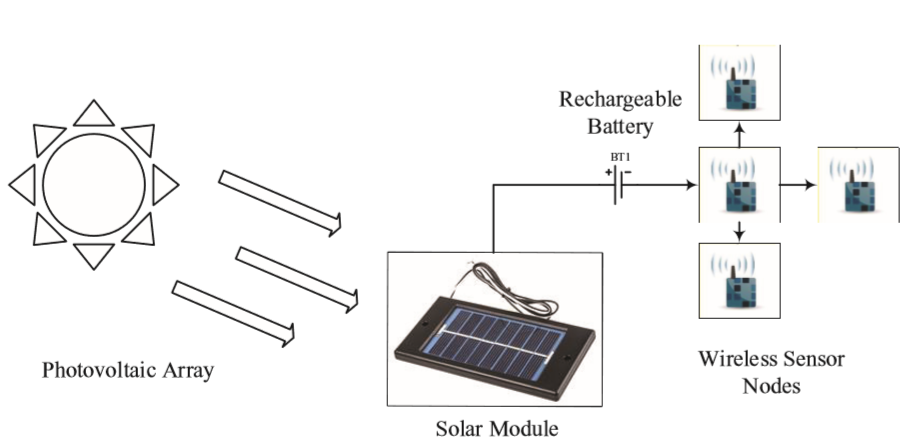 Rechargeable
Battery
BT1
+ -
Photovoltaic Array
Wireless Sensor
Nodes
Solar Module